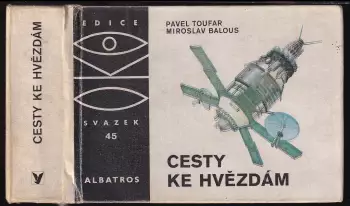 CESTY KE HVĚZDÁM
EDICE
OKO
SVAZEK
45
ALBATROS
PAVEL TOUFAR
MIROSLAV BALOUS
CESTY
KE HVĚZDÁM